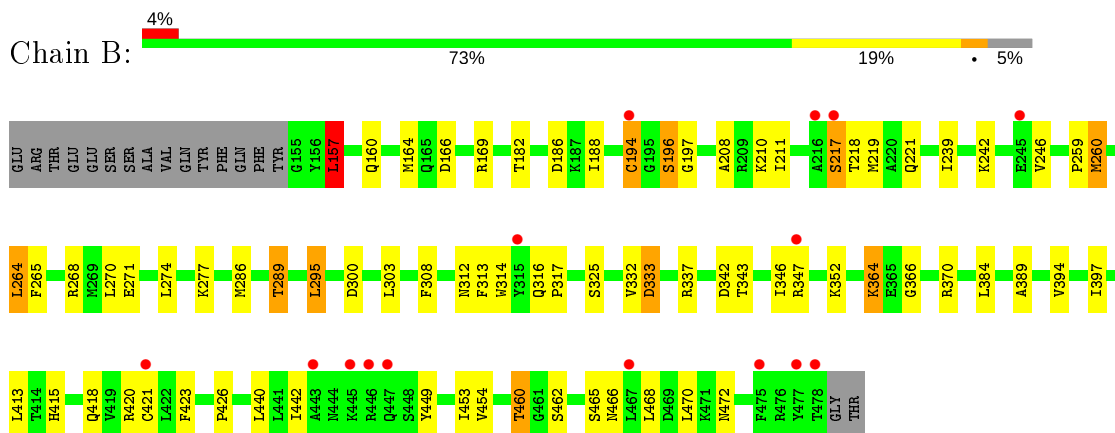 4%
Chain B:
73% 19% • 5%
GLU ARG THR GLU GLU SER SER ALA VAL GLN TYR PHE GLN PHE TYR G155 Y156 L157 Q160 M164 Q165 D166 R169 T182 D186 K187 I188 C194 G195 S196 G197 A208 R209 K210 I211 A216 S217 T218 M219 A220 Q221 I239 K242 E245 V246 P259 M260
L264 F265 R268 M269 L270 E271 L274 K277 M286 T289 L295 D300 L303 F308 N312 F313 W314 Y315 Q316 P317 S325 V332 D333 R337 D342 T343 I346 R347 K352 K364 E365 G366 R370 L384 A389 V394 I397
L413 T414 H415 Q418 V419 R420 C421 L422 F423 P426 L440 L441 I442 A443 N444 K445 R446 Q447 S448 Y449 I453 V454 T460 G461 S462 S465 N466 L467 L468 D469 L470 K471 N472 F475 R476 Y477 T478 GLY THR